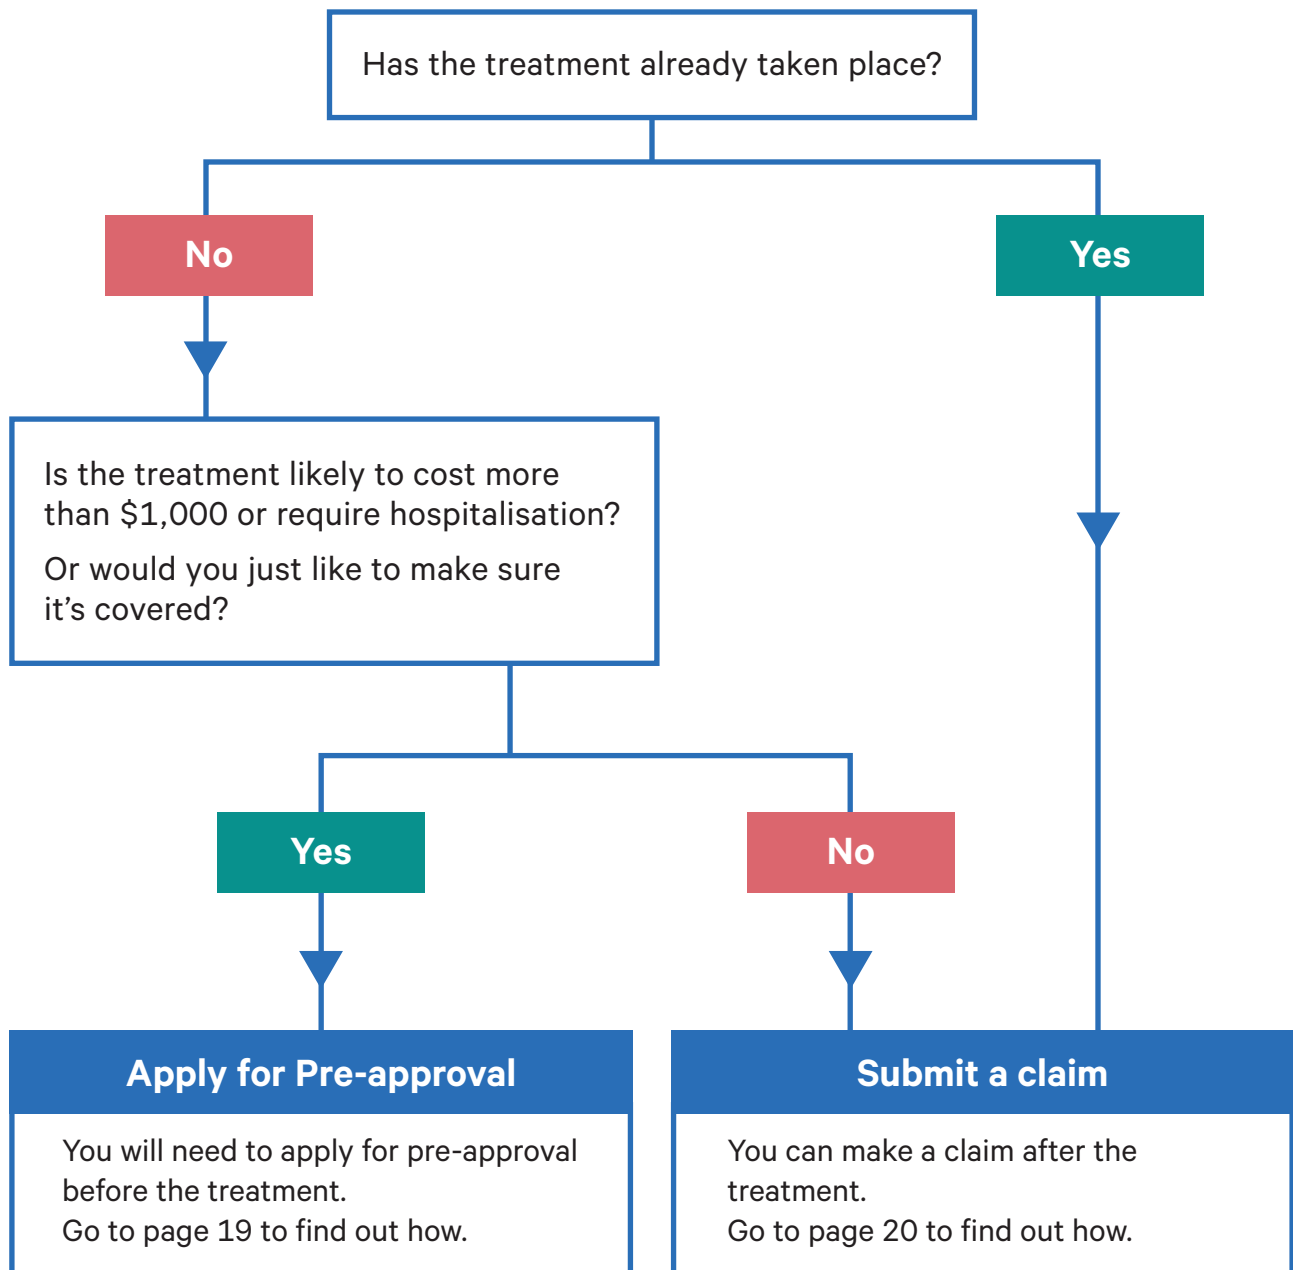 Has the treatment already taken place?
No
Yes
Is the treatment likely to cost more
than $1,000 or require hospitalisation?
Or would you just like to make sure
it’s covered?
Yes
No
Apply for Pre-approval
You will need to apply for pre-approval
before the treatment.
Go to page 19 to find out how.
Submit a claim
You can make a claim after the
treatment.
Go to page 20 to find out how.